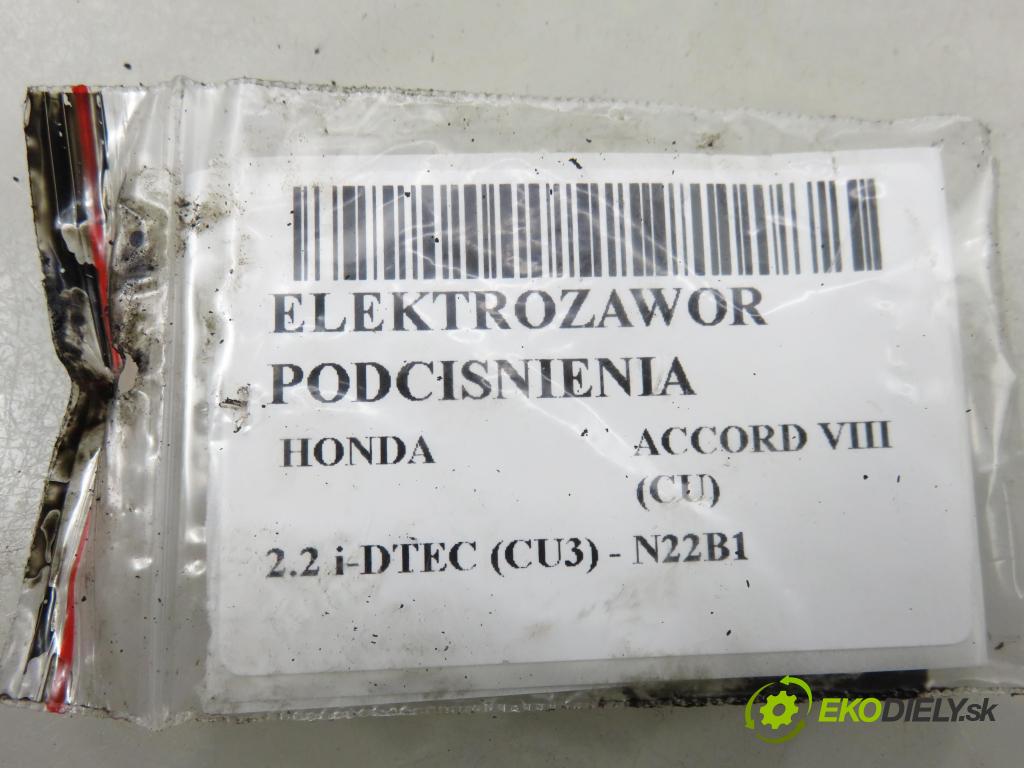 ELEKTROZAWOR
PODCISNIENIA
HONDA ACCORD VIII
(CU)
2.2 i-DTEC (CU3) - N22B1
EKODIELY.sk